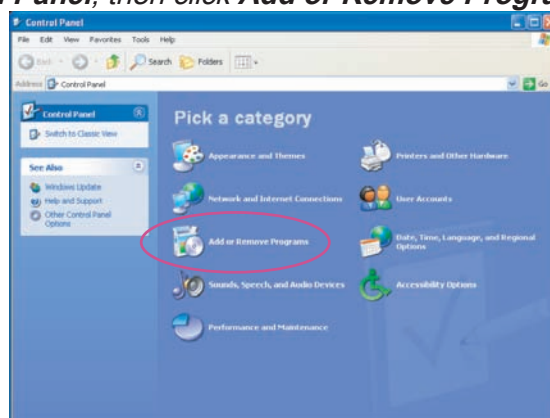 Panel, then click Add or Remove Progr
Control Panel
File Edit View Favorites Tools Help
Search Folders
Address Control Panel Go
Control Panel
Switch to Classic View
See Also
Windows Update
Help and Support
Other Control Panel
Options
Pick a category
Appearance and Themes
Printers and Other Hardware
Network and Internet Connections
User Accounts
Add or Remove Programs
Date, Time, Language, and Regional
Options
Sounds, Speech, and Audio Devices
Accessibility Options
Performance and Maintenance